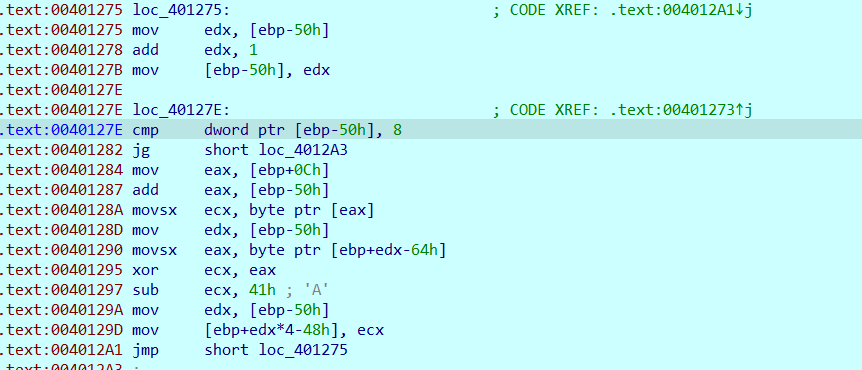 .text:00401275 loc_401275: ; CODE XREF: .text:004012A1↓j
.text:00401275 mov edx, [ebp-50h]
.text:00401278 add edx, 1
.text:0040127B mov [ebp-50h], edx
.text:0040127E
.text:0040127E loc_40127E: ; CODE XREF: .text:00401273↑j
.text:0040127E cmp dword ptr [ebp-50h], 8
.text:00401282 jg short loc_4012A3
.text:00401284 mov eax, [ebp+0Ch]
.text:00401287 add eax, [ebp-50h]
.text:0040128A movsx ecx, byte ptr [eax]
.text:0040128D mov edx, [ebp-50h]
.text:00401290 movsx eax, byte ptr [ebp+edx-64h]
.text:00401295 xor ecx, eax
.text:00401297 sub ecx, 41h ; 'A'
.text:0040129A mov edx, [ebp-50h]
.text:0040129D mov [ebp+edx*4-48h], ecx
.text:004012A1 jmp short loc_401275
.text:004012A3 ;